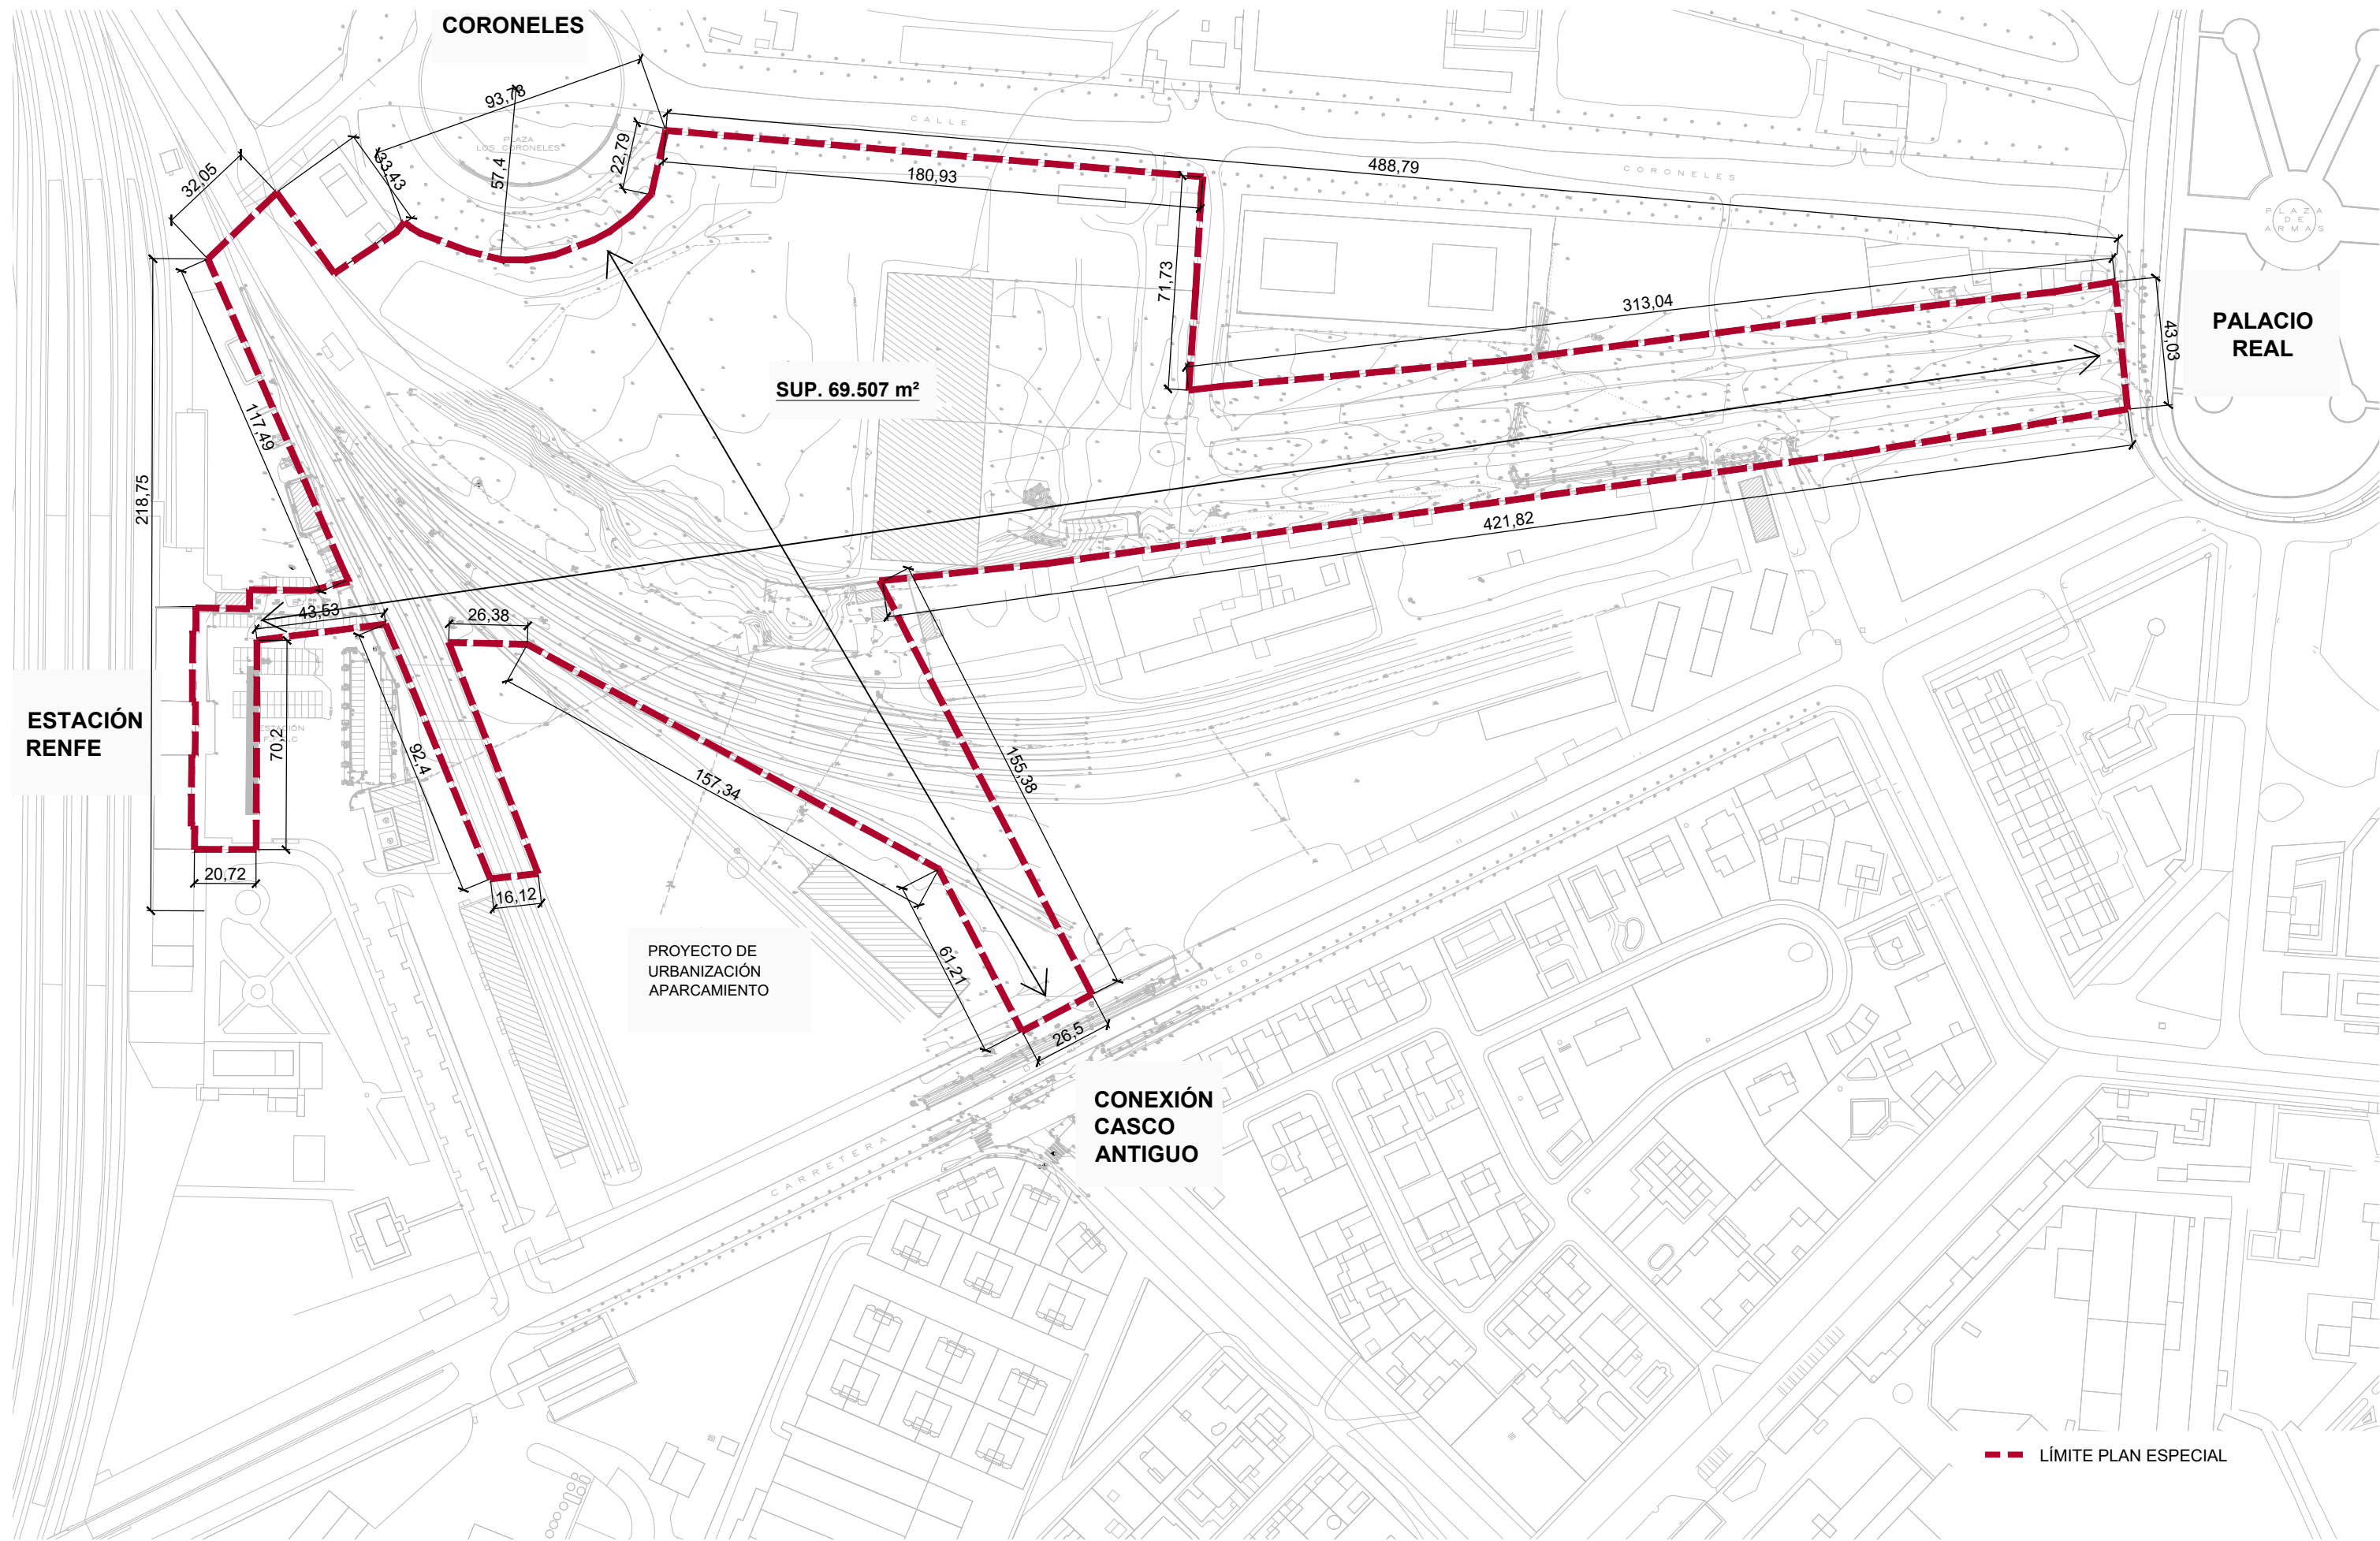 CORONELES
93,78
PLAZA
LOS CORONELES
57,4
22,79
33,43
32,05
CALLE
CORONELES
488,79
180,93
71,73
313,04
43,03
PLAZA
DE
ARMAS
PALACIO
REAL
SUP. 69.507 m²
117,49
218,75
421,82
43,53
26,38
ESTACIÓN
RENFE
70,2
92,4
157,34
155,38
20,72
16,12
61,21
26,5
PROYECTO DE
URBANIZACIÓN
APARCAMIENTO
CARRETERA
TOLEDO
CONEXIÓN
CASCO
ANTIGUO
LÍMITE PLAN ESPECIAL